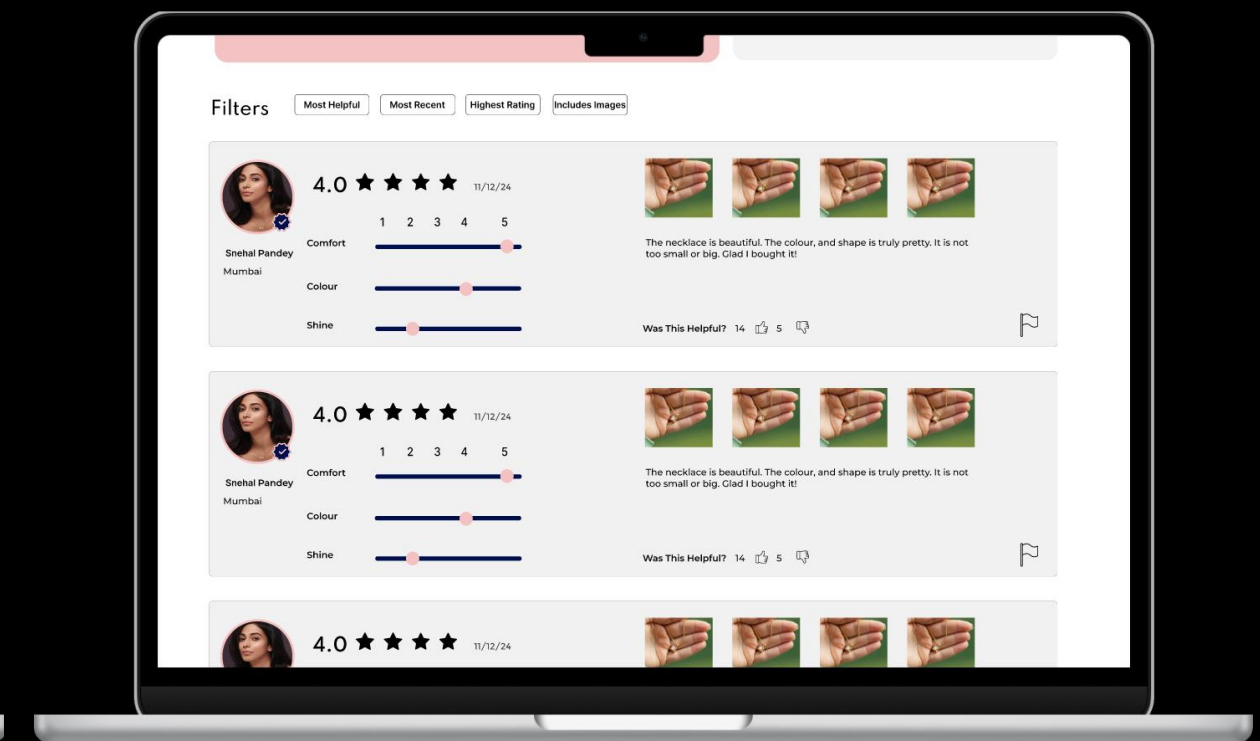 Filters
Most Helpful
Most Recent
Highest Rating
Includes Images
4.0
11/12/24
1 2 3 4 5
Comfort
Snehal Pandey
Mumbai
Colour
Shine
The necklace is beautiful. The colour, and shape is truly pretty. It is not
too small or big. Glad I bought it!
Was This Helpful? 14 5
4.0
11/12/24
1 2 3 4 5
Comfort
Snehal Pandey
Mumbai
Colour
Shine
The necklace is beautiful. The colour, and shape is truly pretty. It is not
too small or big. Glad I bought it!
Was This Helpful? 14 5
4.0
11/12/24